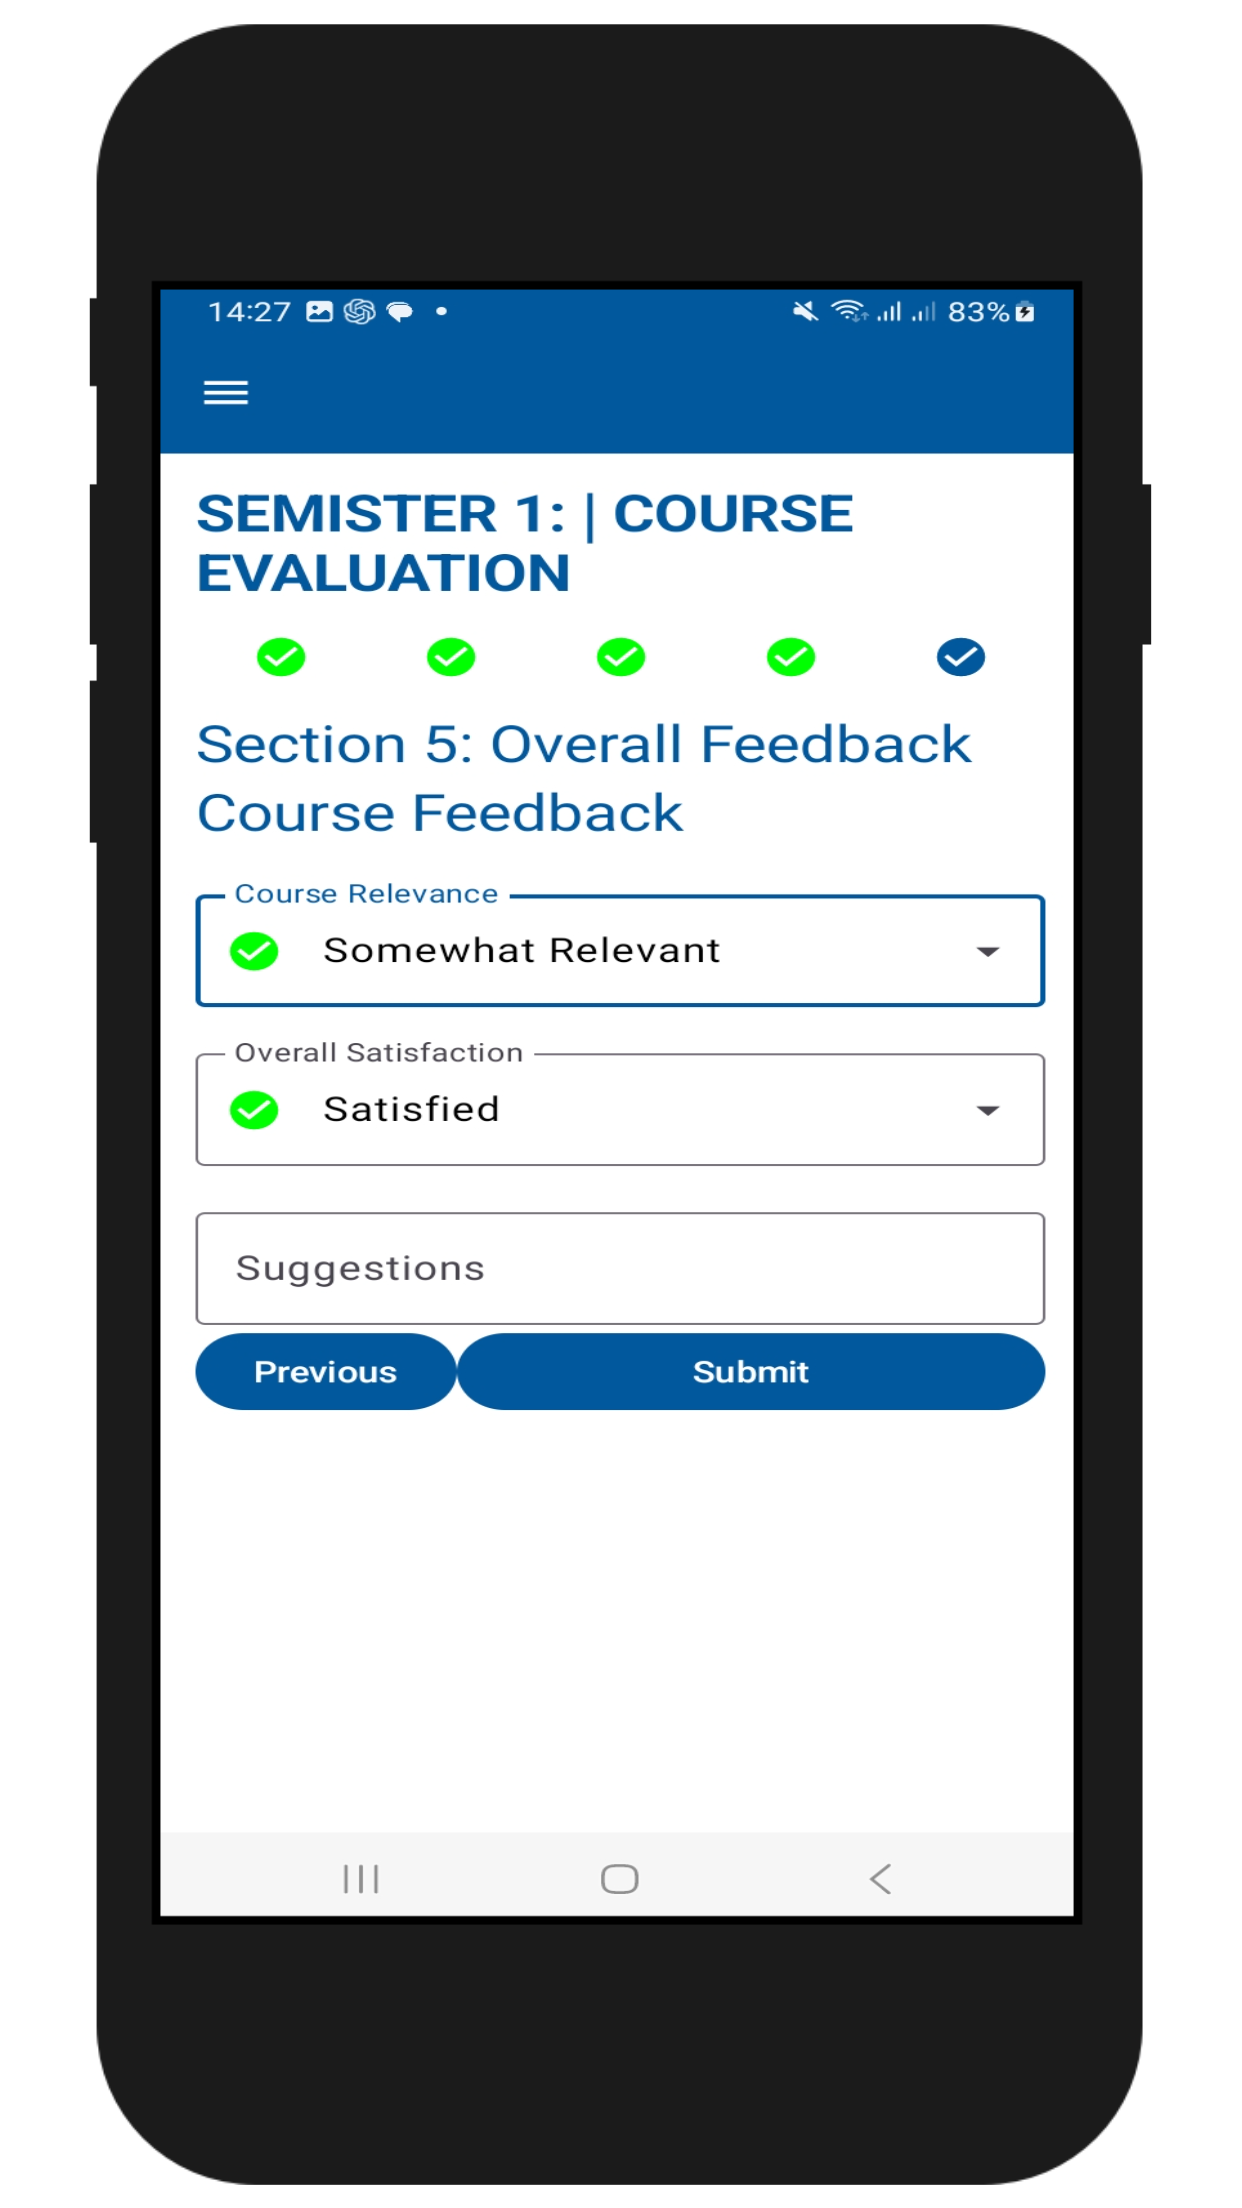 14:27 83%
SEMISTER 1: | COURSE
EVALUATION
Section 5: Overall Feedback
Course Feedback
Course Relevance
Somewhat Relevant
Overall Satisfaction
Satisfied
Suggestions
Previous Submit